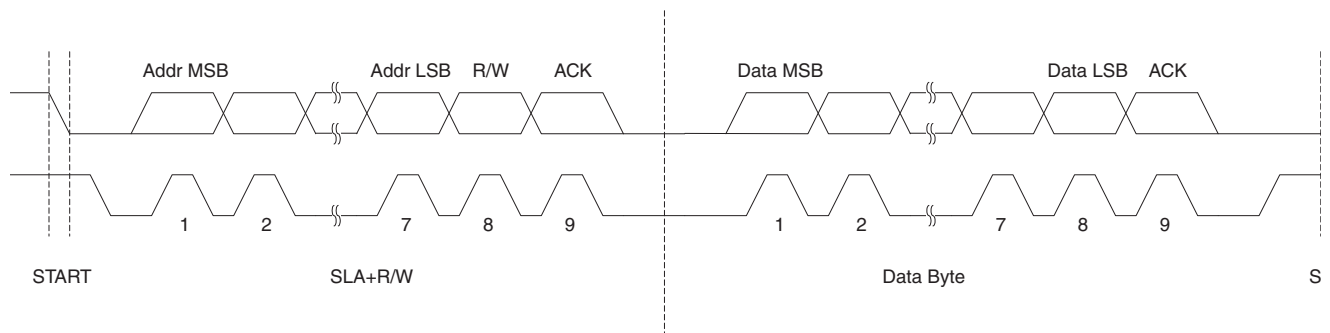 Addr MSB Addr LSB R/W ACK Data MSB Data LSB ACK
1 2 7 8 9 1 2 7 8 9
START SLA+R/W Data Byte S